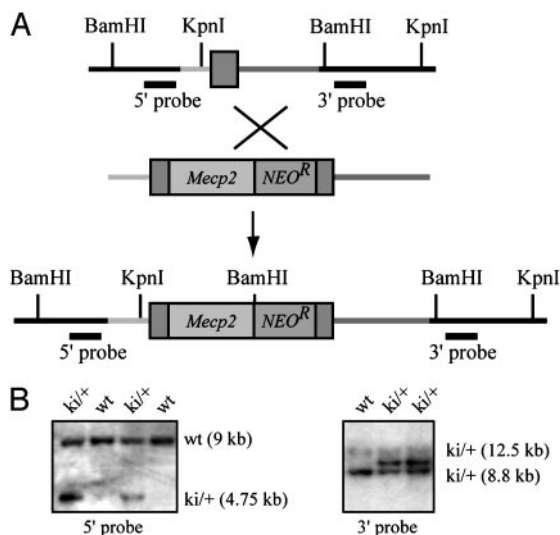 A
BamHI KpnI BamHI KpnI
5' probe 3' probe
Mecp2 NEO^R
BamHI KpnI BamHI BamHI KpnI
Mecp2 NEO^R
5' probe 3' probe
B
ki/+ wt ki/+ wt
wt (9 kb)
ki/+ (4.75 kb)
5' probe
wt ki/+ ki/+
ki/+ (12.5 kb)
ki/+ (8.8 kb)
3' probe